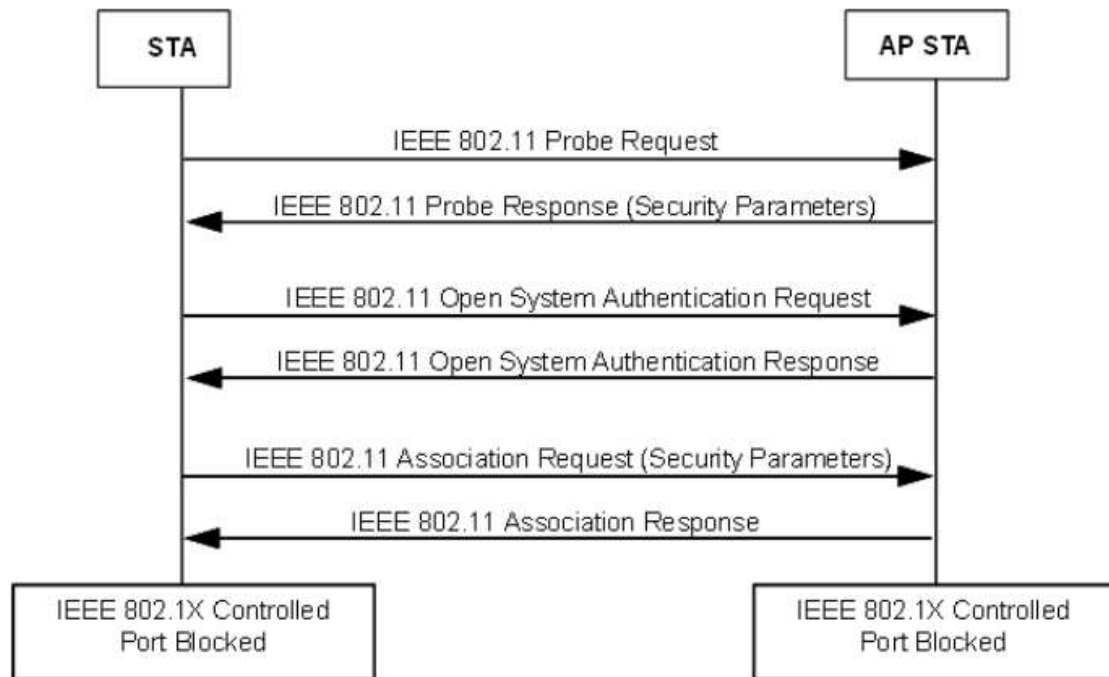 STA
AP STA
IEEE 802.11 Probe Request
IEEE 802.11 Probe Response (Security Parameters)
IEEE 802.11 Open System Authentication Request
IEEE 802.11 Open System Authentication Response
IEEE 802.11 Association Request (Security Parameters)
IEEE 802.11 Association Response
IEEE 802.1X Controlled
Port Blocked
IEEE 802.1X Controlled
Port Blocked